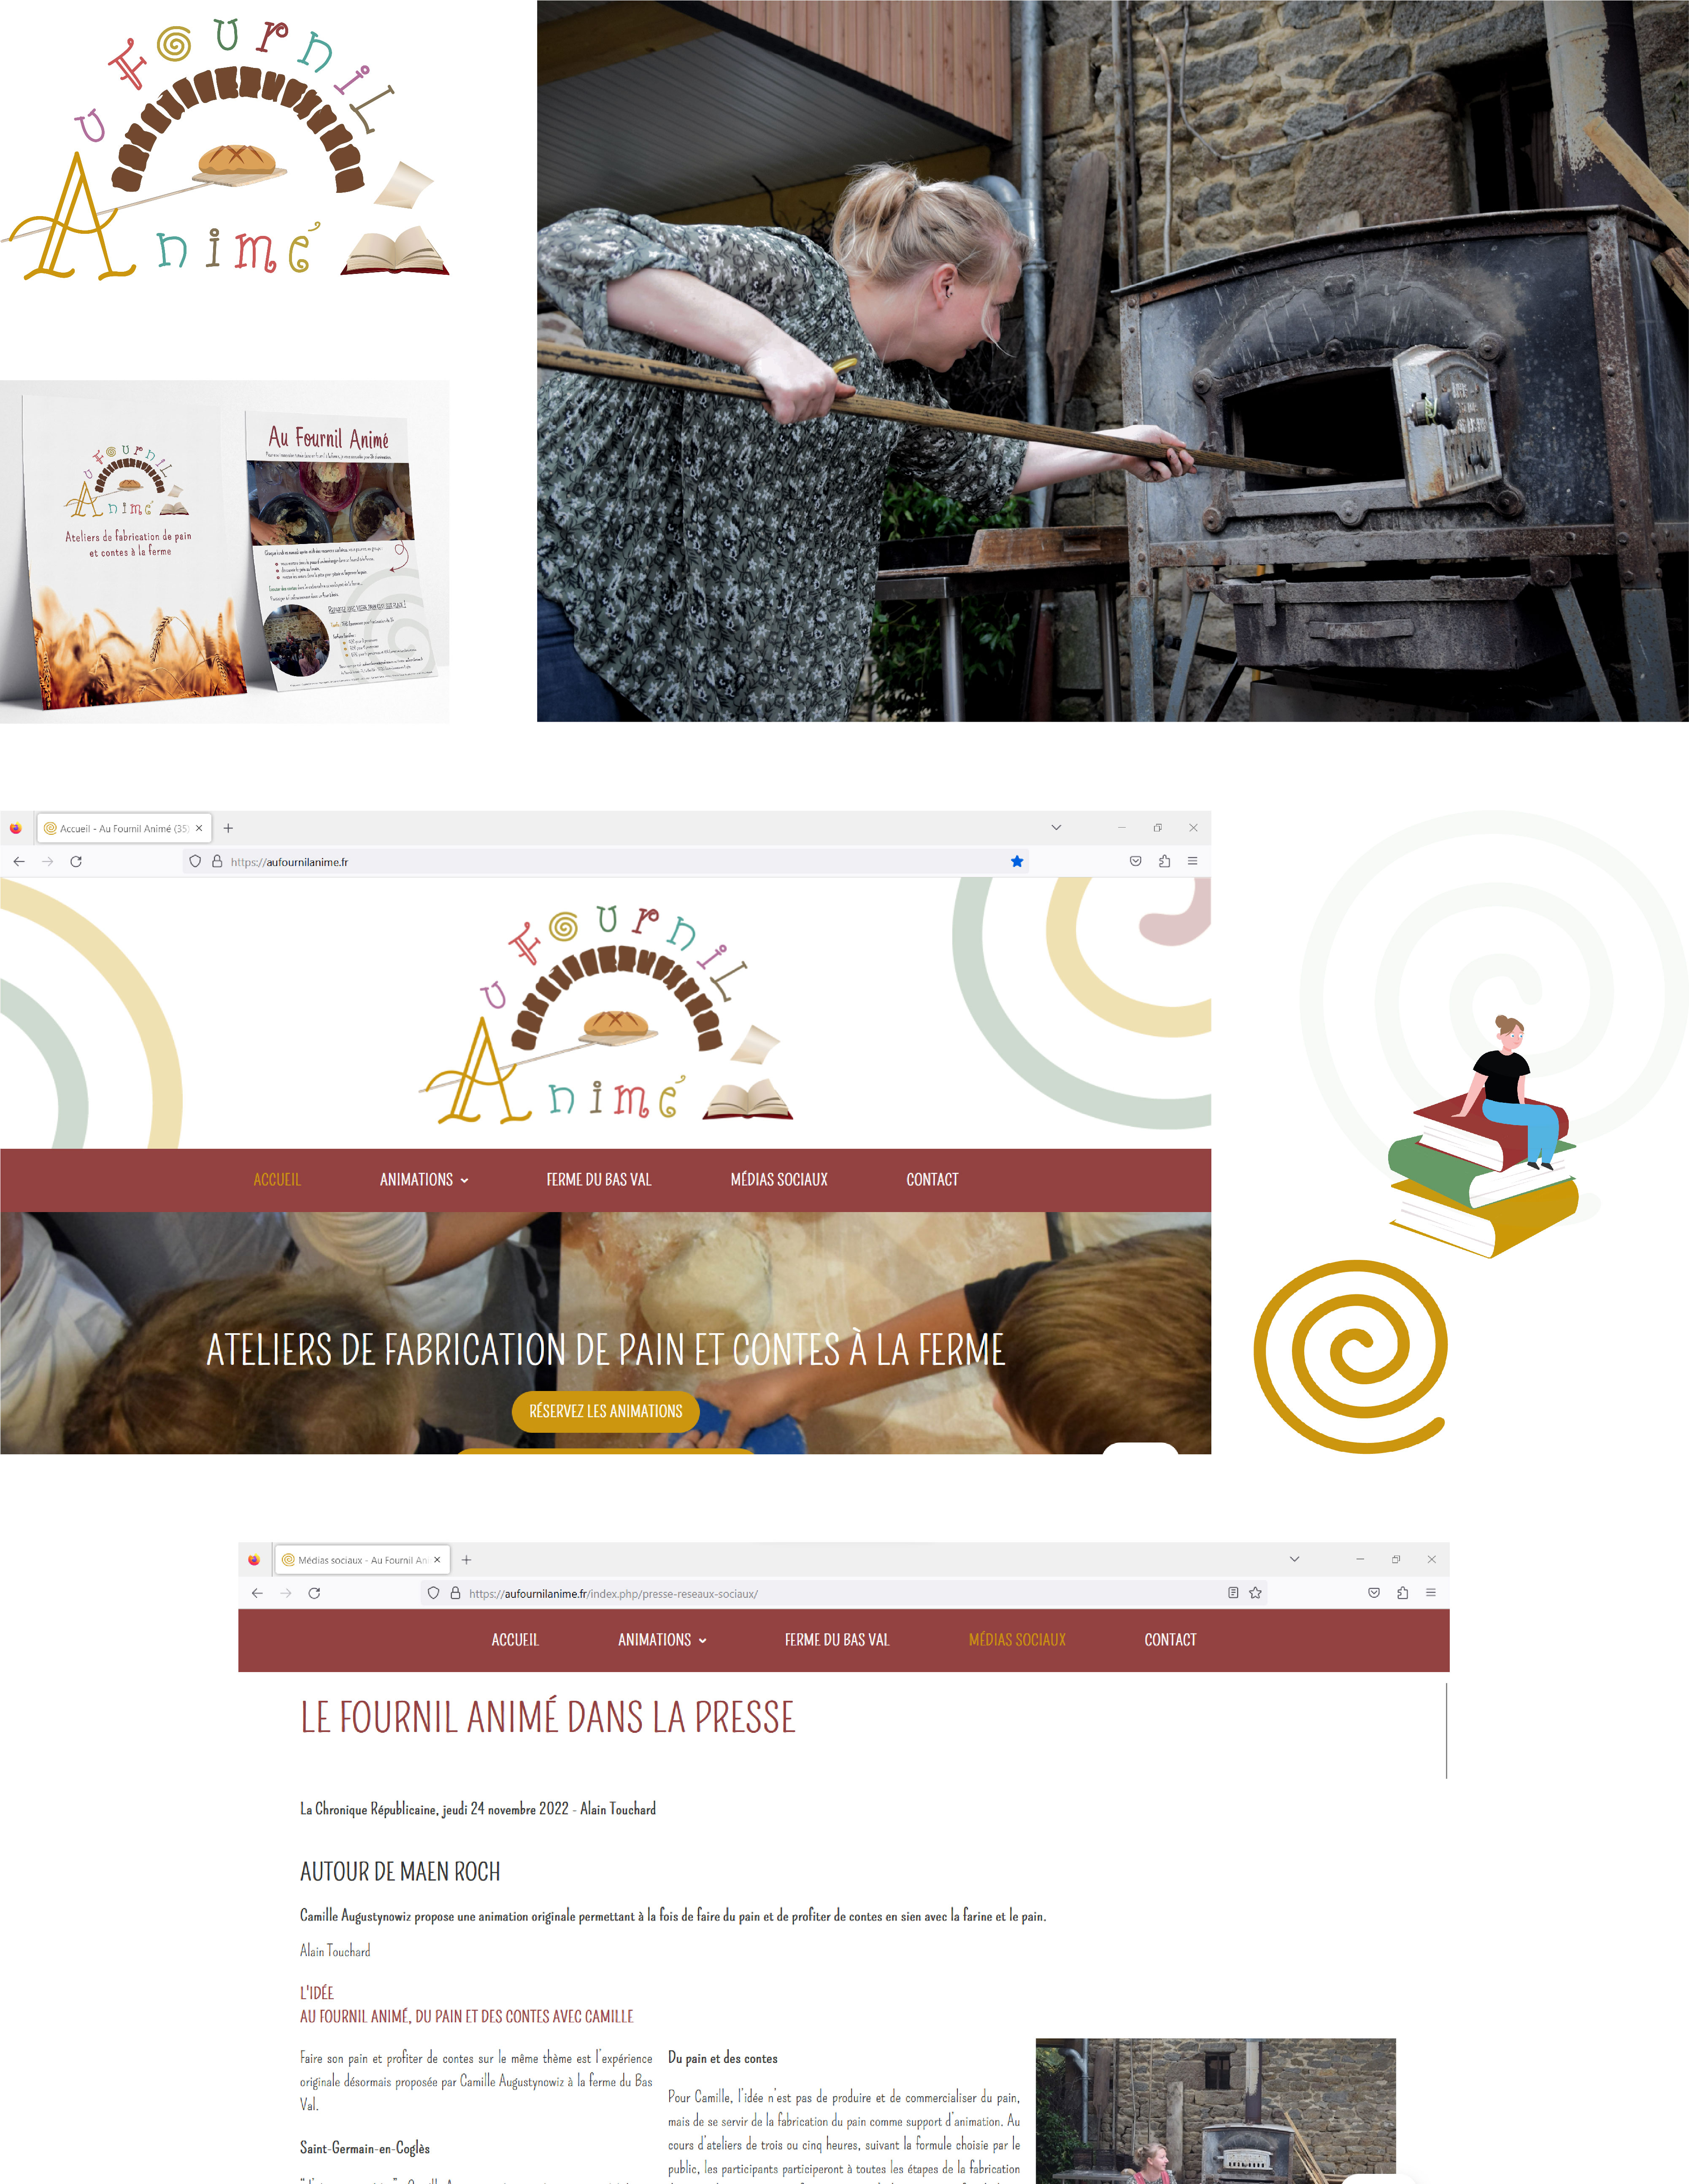 Au Fournil
Animé
Au Fournil
Animé
Ateliers de fabrication de pain
et contes à la ferme
Au Fournil Animé
Accueil - Au Fournil Animé (35)
https://aufournilanime.fr
Au Fournil
Animé
ACCUEIL ANIMATIONS FERME DU BAS VAL MÉDIAS SOCIAUX CONTACT
ATELIERS DE FABRICATION DE PAIN ET CONTES À LA FERME
RÉSERVEZ LES ANIMATIONS
Médias sociaux - Au Fournil Ani
https://aufournilanime.fr/index.php/presse-reseaux-sociaux/
ACCUEIL ANIMATIONS FERME DU BAS VAL MÉDIAS SOCIAUX CONTACT
LE FOURNIL ANIMÉ DANS LA PRESSE
La Chronique Républicaine, jeudi 24 novembre 2022 - Alain Touchard
AUTOUR DE MAEN ROCH
Camille Augustynowiz propose une animation originale permettant à la fois de faire du pain et de profiter de contes en sien avec la farine et le pain.
Alain Touchard
L'IDÉE
AU FOURNIL ANIMÉ, DU PAIN ET DES CONTES AVEC CAMILLE
Faire son pain et profiter de contes sur le même thème est l'expérience
originale désormais proposée par Camille Augustynowiz à la ferme du Bas
Val.
Saint-Germain-en-Coglès
Du pain et des contes
Pour Camille, l'idée n'est pas de produire et de commercialiser du pain,
mais de se servir de la fabrication du pain comme support d'animation. Au
cours d'ateliers de trois ou cinq heures, suivant la formule choisie par le
public, les participants participeront à toutes les étapes de la fabrication